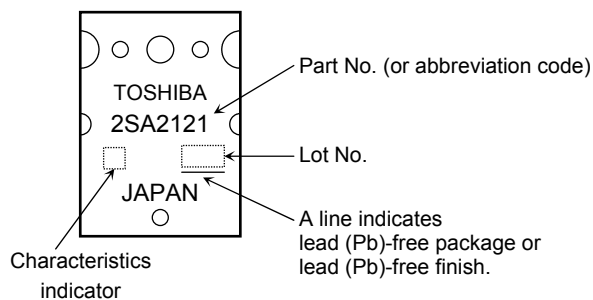 TOSHIBA
2SA2121
JAPAN
Part No. (or abbreviation code)
Lot No.
A line indicates
lead (Pb)-free package or
lead (Pb)-free finish.
Characteristics
indicator